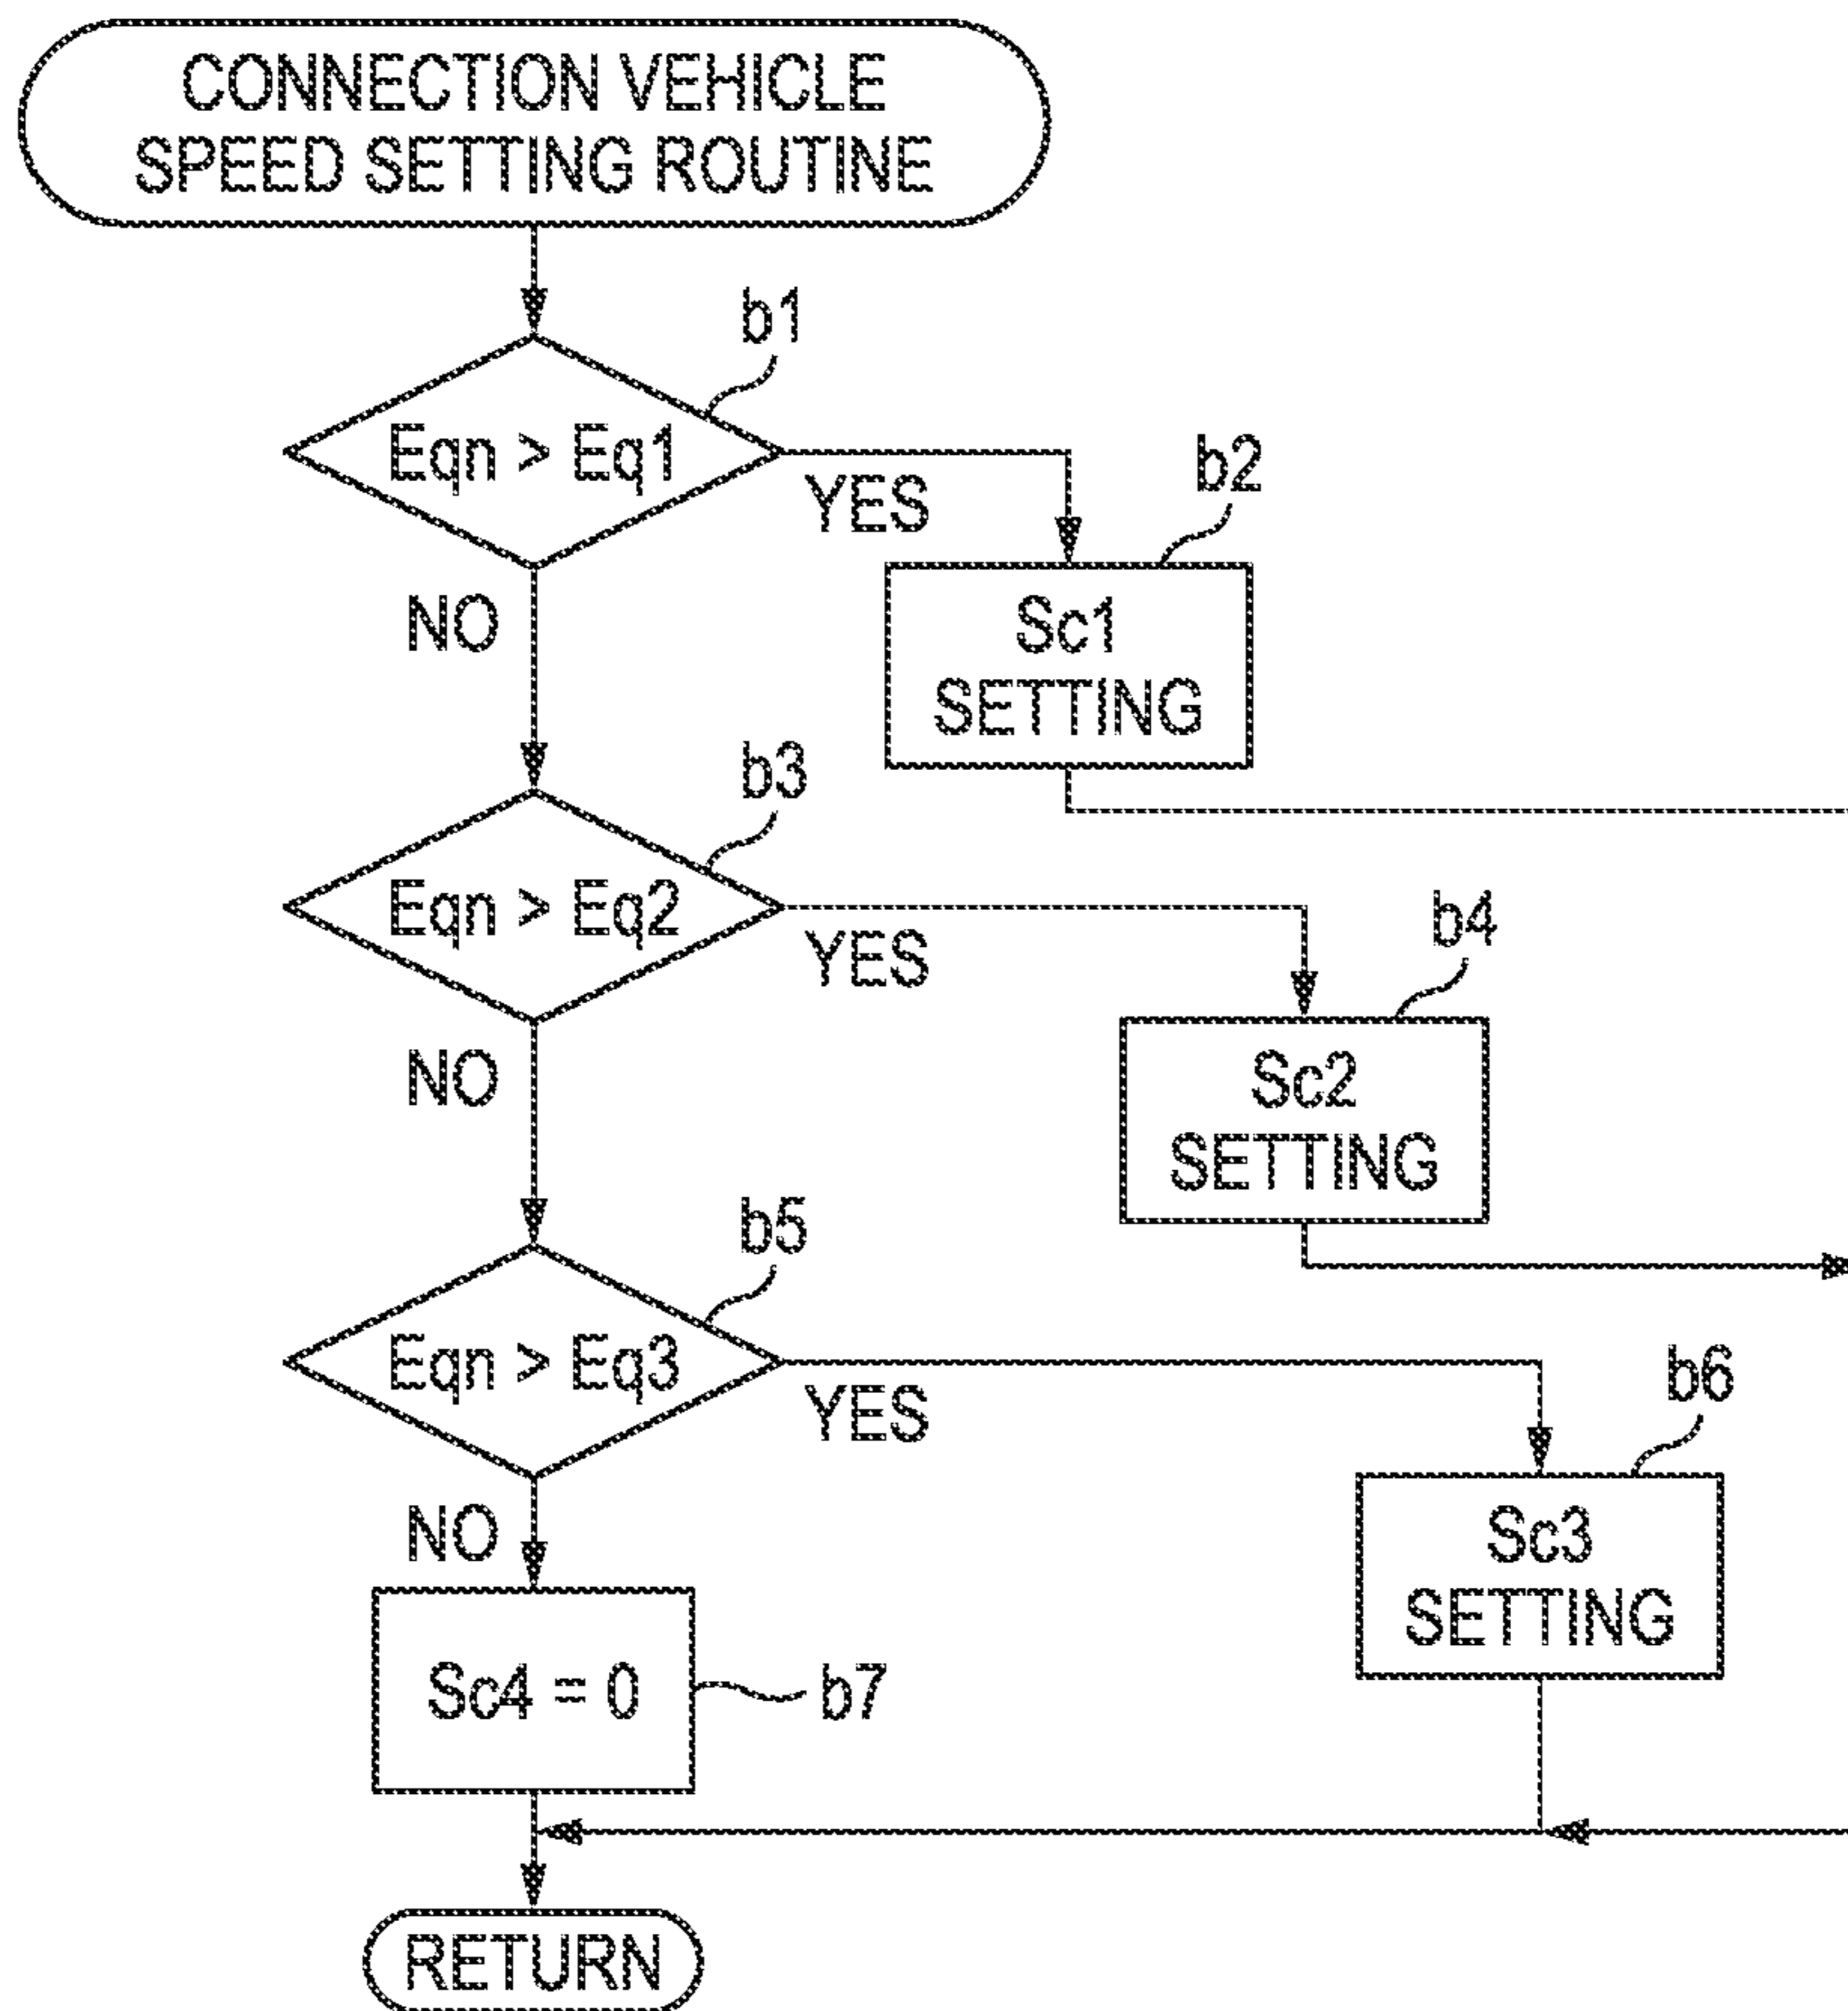 CONNECTION VEHICLE
SPEED SETTING ROUTINE
b1
Eqn > Eq1
YES
b2
NO
Sc1
SETTING
b3
Eqn > Eq2
YES
b4
NO
Sc2
SETTING
b5
Eqn > Eq3
YES
b6
NO
Sc3
SETTING
Sc4 = 0
b7
RETURN